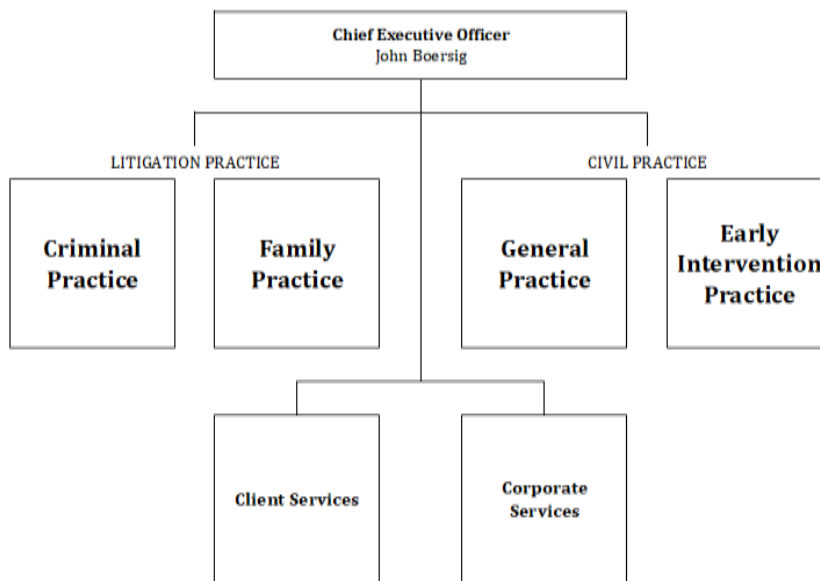 Chief Executive Officer
John Boersig
LITIGATION PRACTICE
CIVIL PRACTICE
Criminal
Practice
Family
Practice
General
Practice
Early
Intervention
Practice
Client Services
Corporate
Services